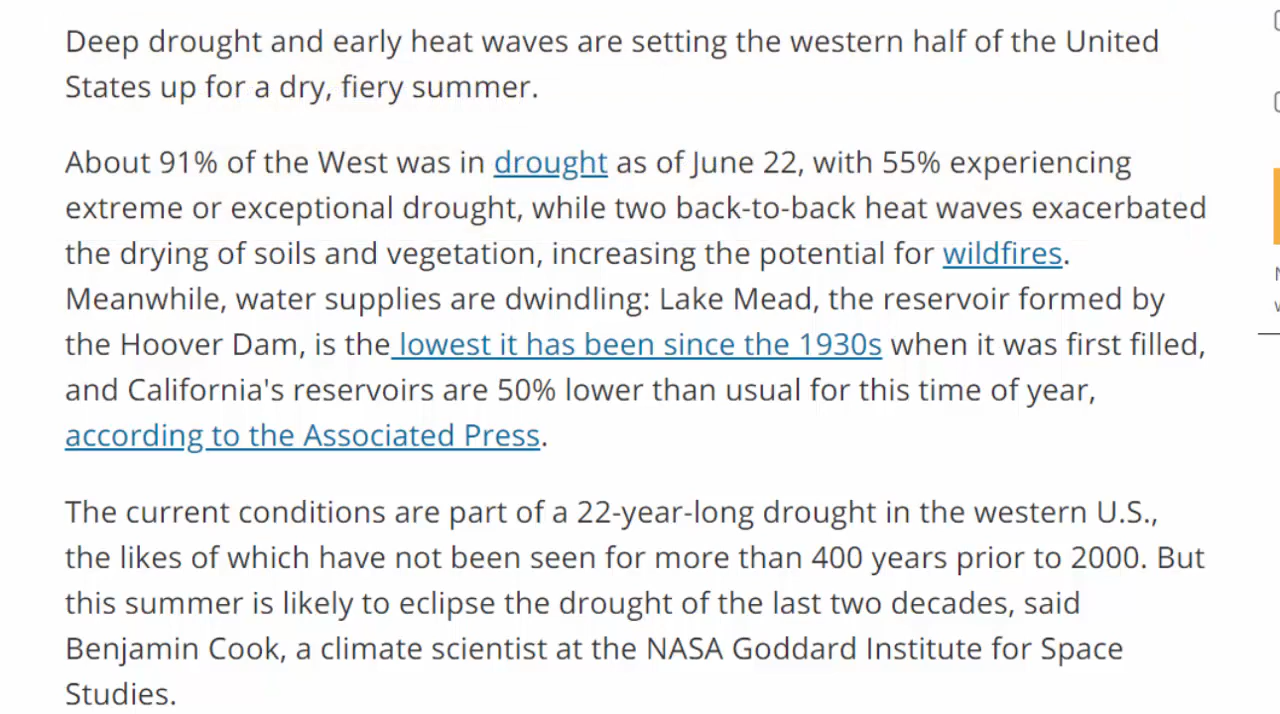 Deep drought and early heat waves are setting the western half of the United
States up for a dry, fiery summer.
About 91% of the West was in drought as of June 22, with 55% experiencing
extreme or exceptional drought, while two back-to-back heat waves exacerbated
the drying of soils and vegetation, increasing the potential for wildfires.
Meanwhile, water supplies are dwindling: Lake Mead, the reservoir formed by
the Hoover Dam, is the lowest it has been since the 1930s when it was first filled,
and California's reservoirs are 50% lower than usual for this time of year,
according to the Associated Press.
The current conditions are part of a 22-year-long drought in the western U.S.,
the likes of which have not been seen for more than 400 years prior to 2000. But
this summer is likely to eclipse the drought of the last two decades, said
Benjamin Cook, a climate scientist at the NASA Goddard Institute for Space
Studies.